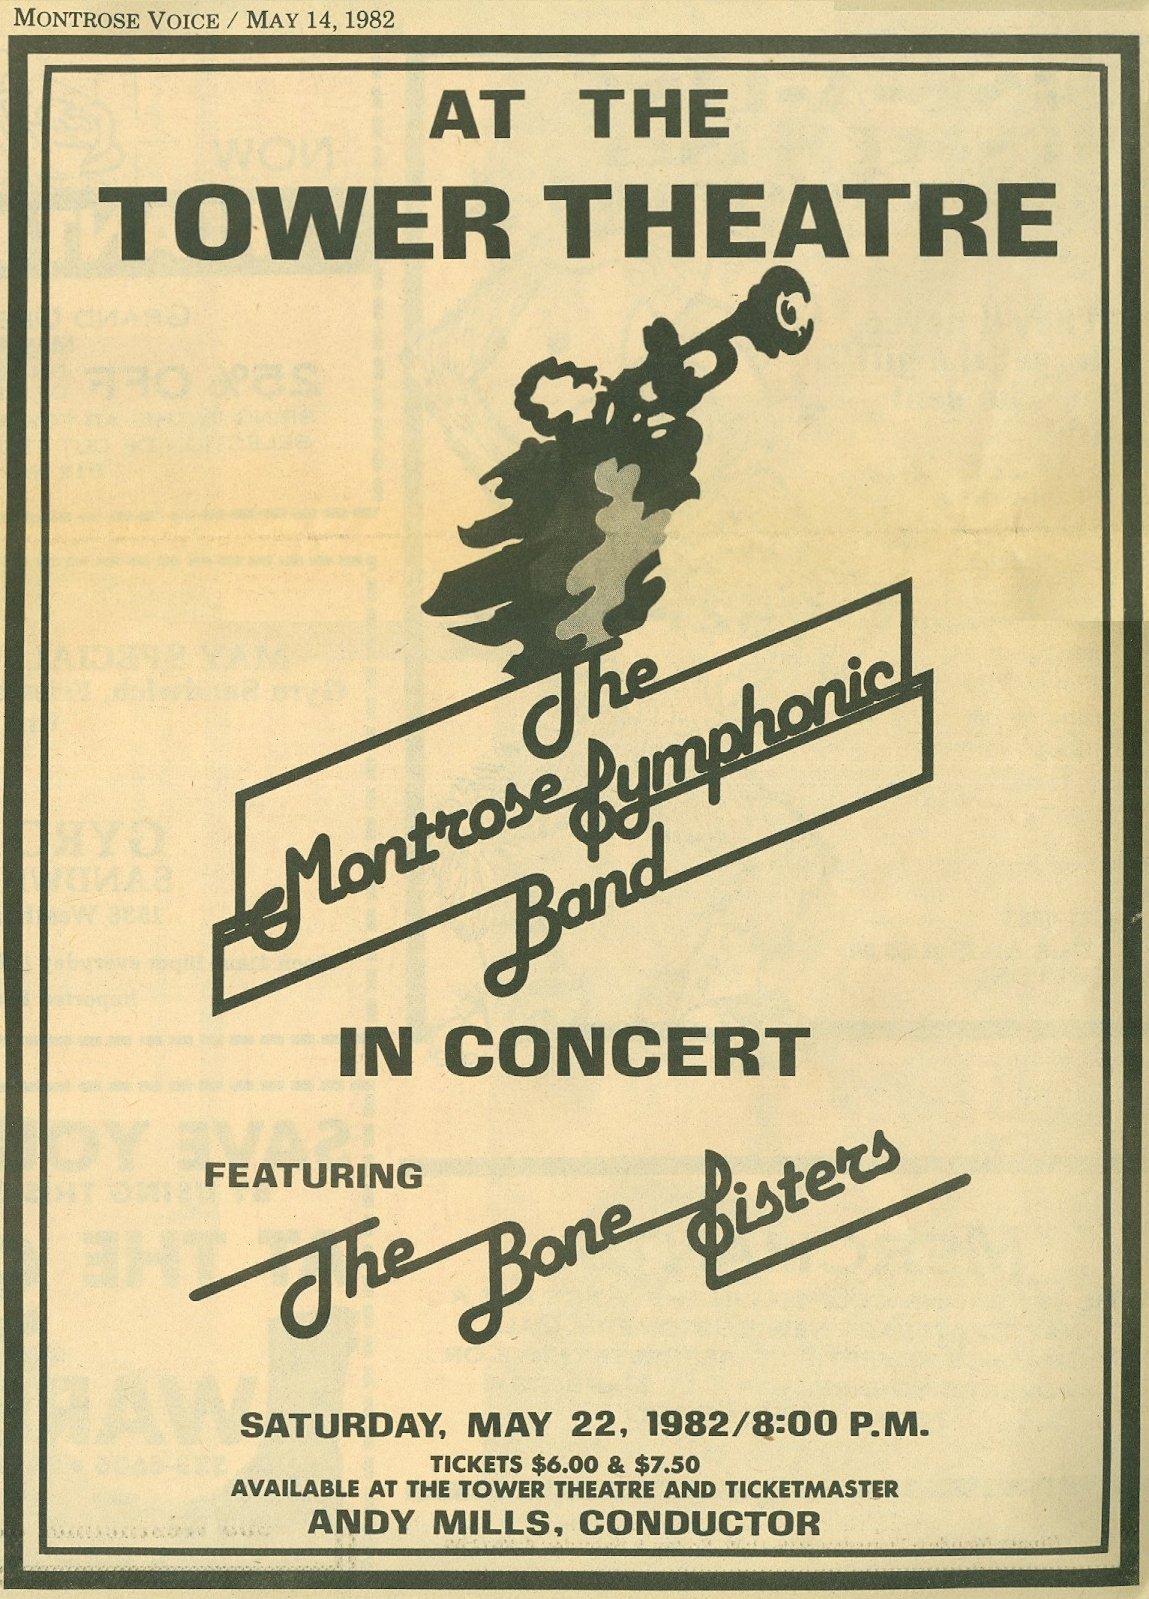 MONTROSE VOICE / MAY 14, 1982
AT THE
TOWER THEATRE
The
Montrose Symphonic
Band
IN CONCERT
FEATURING
The Bone Sisters
SATURDAY, MAY 22, 1982/8:00 P.M.
TICKETS $6.00 & $7.50
AVAILABLE AT THE TOWER THEATRE AND TICKETMASTER
ANDY MILLS, CONDUCTOR